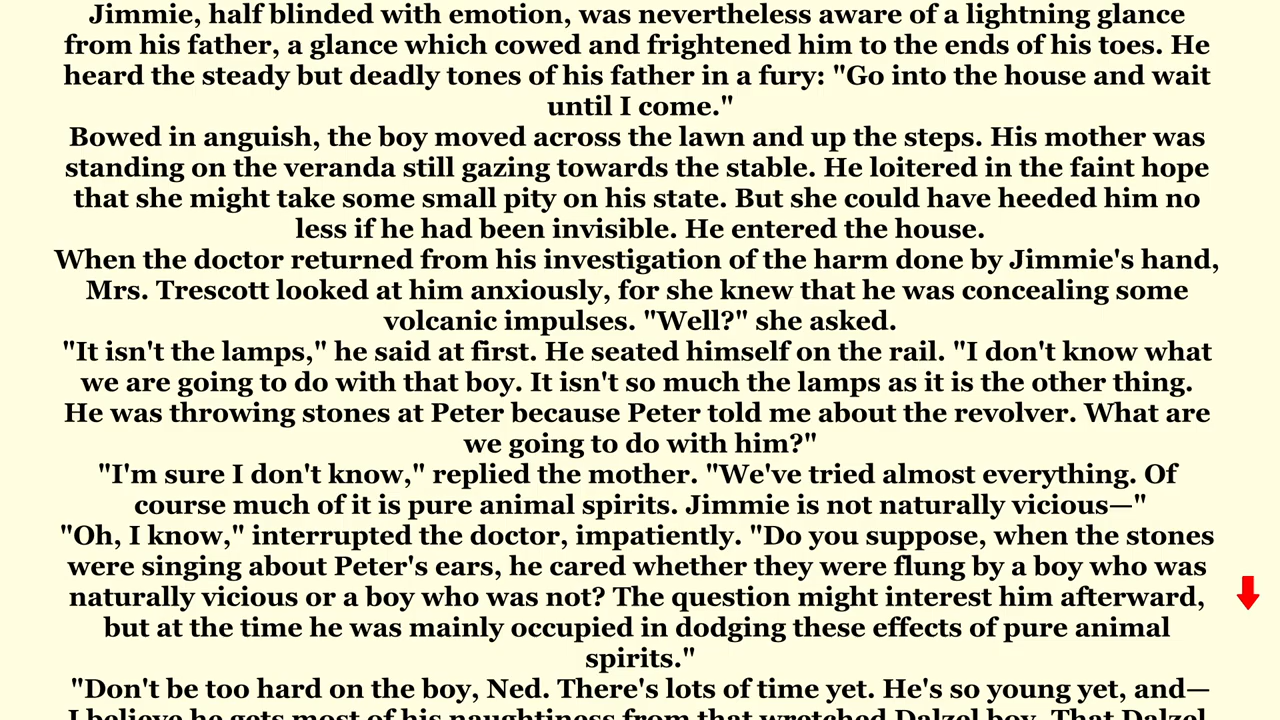 Jimmie, half blinded with emotion, was nevertheless aware of a lightning glance
from his father, a glance which cowed and frightened him to the ends of his toes. He
heard the steady but deadly tones of his father in a fury: "Go into the house and wait
until I come."
Bowed in anguish, the boy moved across the lawn and up the steps. His mother was
standing on the veranda still gazing towards the stable. He loitered in the faint hope
that she might take some small pity on his state. But she could have heeded him no
less if he had been invisible. He entered the house.
When the doctor returned from his investigation of the harm done by Jimmie's hand,
Mrs. Trescott looked at him anxiously, for she knew that he was concealing some
volcanic impulses. "Well?" she asked.
"It isn't the lamps," he said at first. He seated himself on the rail. "I don't know what
we are going to do with that boy. It isn't so much the lamps as it is the other thing.
He was throwing stones at Peter because Peter told me about the revolver. What are
we going to do with him?"
"I'm sure I don't know," replied the mother. "We've tried almost everything. Of
course much of it is pure animal spirits. Jimmie is not naturally vicious—"
"Oh, I know," interrupted the doctor, impatiently. "Do you suppose, when the stones
were singing about Peter's ears, he cared whether they were flung by a boy who was
naturally vicious or a boy who was not? The question might interest him afterward,
but at the time he was mainly occupied in dodging these effects of pure animal
spirits."
"Don't be too hard on the boy, Ned. There's lots of time yet. He's so young yet, and—
I believe he gets most of his naughtiness from that wretched Dalzel boy. That Dalzel